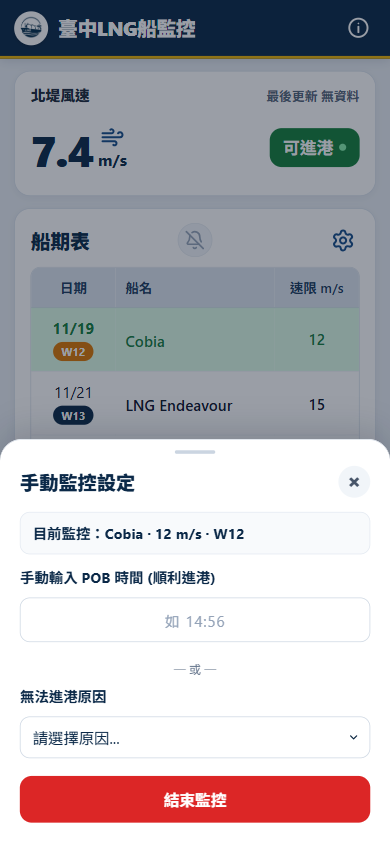 臺中LNG船監控
北堤風速
最後更新 無資料
7.4 m/s
可進港
船期表
日期 船名 速限 m/s
11/19
W12
Cobia
12
11/21
W13
LNG Endeavour
15
手動監控設定
目前監控：Cobia · 12 m/s · W12
手動輸入 POB 時間 (順利進港)
如 14:56
— 或 —
無法進港原因
請選擇原因...
結束監控